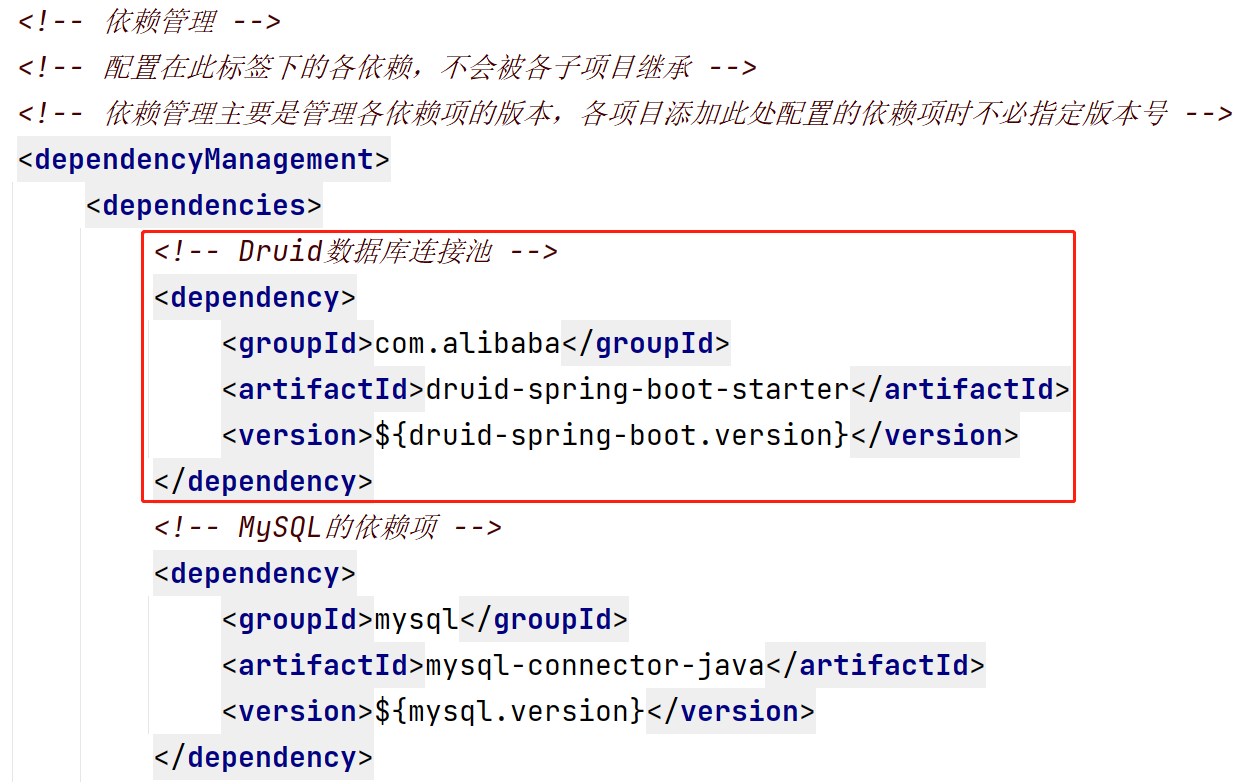 <!-- 依赖管理 -->
<!-- 配置在此标签下的各依赖，不会被各子项目继承 -->
<!-- 依赖管理主要是管理各依赖项的版本，各项目添加此处配置的依赖项时不必指定版本号 -->
<dependencyManagement>
<dependencies>
<!-- Druid数据库连接池 -->
<dependency>
<groupId>com.alibaba</groupId>
<artifactId>druid-spring-boot-starter</artifactId>
<version>${druid-spring-boot.version}</version>
</dependency>
<!-- MySQL的依赖项 -->
<dependency>
<groupId>mysql</groupId>
<artifactId>mysql-connector-java</artifactId>
<version>${mysql.version}</version>
</dependency>